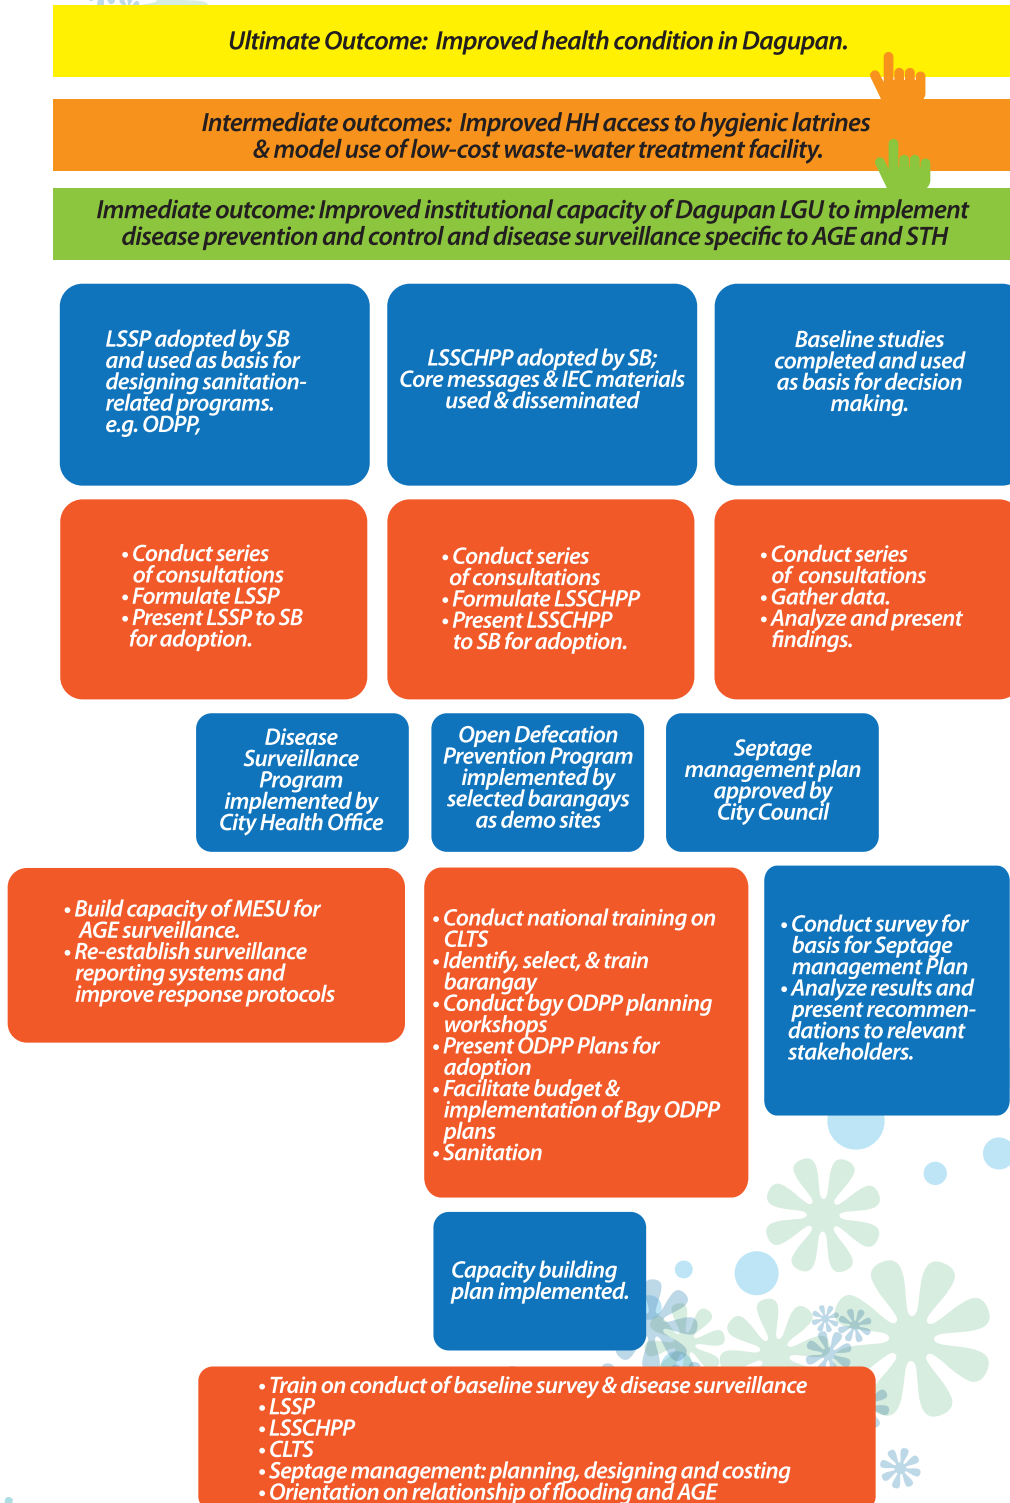 Ultimate Outcome: Improved health condition in Dagupan.
Intermediate outcomes: Improved HH access to hygienic latrines
& model use of low-cost waste-water treatment facility.
Immediate outcome: Improved institutional capacity of Dagupan LGU to implement
disease prevention and control and disease surveillance specific to AGE and STH
LSSP adopted by SB
and used as basis for
designing sanitation-
related programs.
e.g. ODPP,
LSSCHPP adopted by SB;
Core messages & IEC materials
used & disseminated
Baseline studies
completed and used
as basis for decision
making.
• Conduct series
of consultations
• Formulate LSSP
• Present LSSP to SB
for adoption.
• Conduct series
of consultations
• Formulate LSSCHPP
• Present LSSCHPP
to SB for adoption.
• Conduct series
of consultations
• Gather data.
• Analyze and present
findings.
Disease
Surveillance
Program
implemented by
City Health Office
Open Defecation
Prevention Program
implemented by
selected barangays
as demo sites
Septage
management plan
approved by
City Council
• Build capacity of MESU for
AGE surveillance.
• Re-establish surveillance
reporting systems and
improve response protocols
• Conduct national training on
CLTS
• Identify, select, & train
barangay
• Conduct bgy ODPP planning
workshops
• Present ODPP Plans for
adoption
• Facilitate budget &
implementation of Bgy ODPP
plans
• Sanitation
• Conduct survey for
basis for Septage
management Plan
• Analyze results and
present recommen-
dations to relevant
stakeholders.
Capacity building
plan implemented.
• Train on conduct of baseline survey & disease surveillance
• LSSP
• LSSCHPP
• CLTS
• Septage management: planning, designing and costing
• Orientation on relationship of flooding and AGE